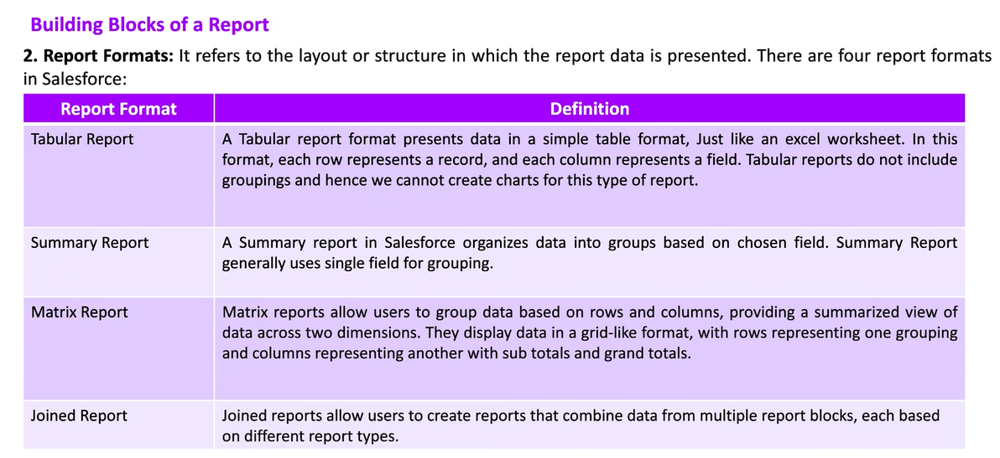 Building Blocks of a Report
2. Report Formats: It refers to the layout or structure in which the report data is presented. There are four report formats
in Salesforce:
Report Format
Definition
Tabular Report
A Tabular report format presents data in a simple table format, Just like an excel worksheet. In this
format, each row represents a record, and each column represents a field. Tabular reports do not include
groupings and hence we cannot create charts for this type of report.
Summary Report
A Summary report in Salesforce organizes data into groups based on chosen field. Summary Report
generally uses single field for grouping.
Matrix Report
Matrix reports allow users to group data based on rows and columns, providing a summarized view of
data across two dimensions. They display data in a grid-like format, with rows representing one grouping
and columns representing another with sub totals and grand totals.
Joined Report
Joined reports allow users to create reports that combine data from multiple report blocks, each based
on different report types.